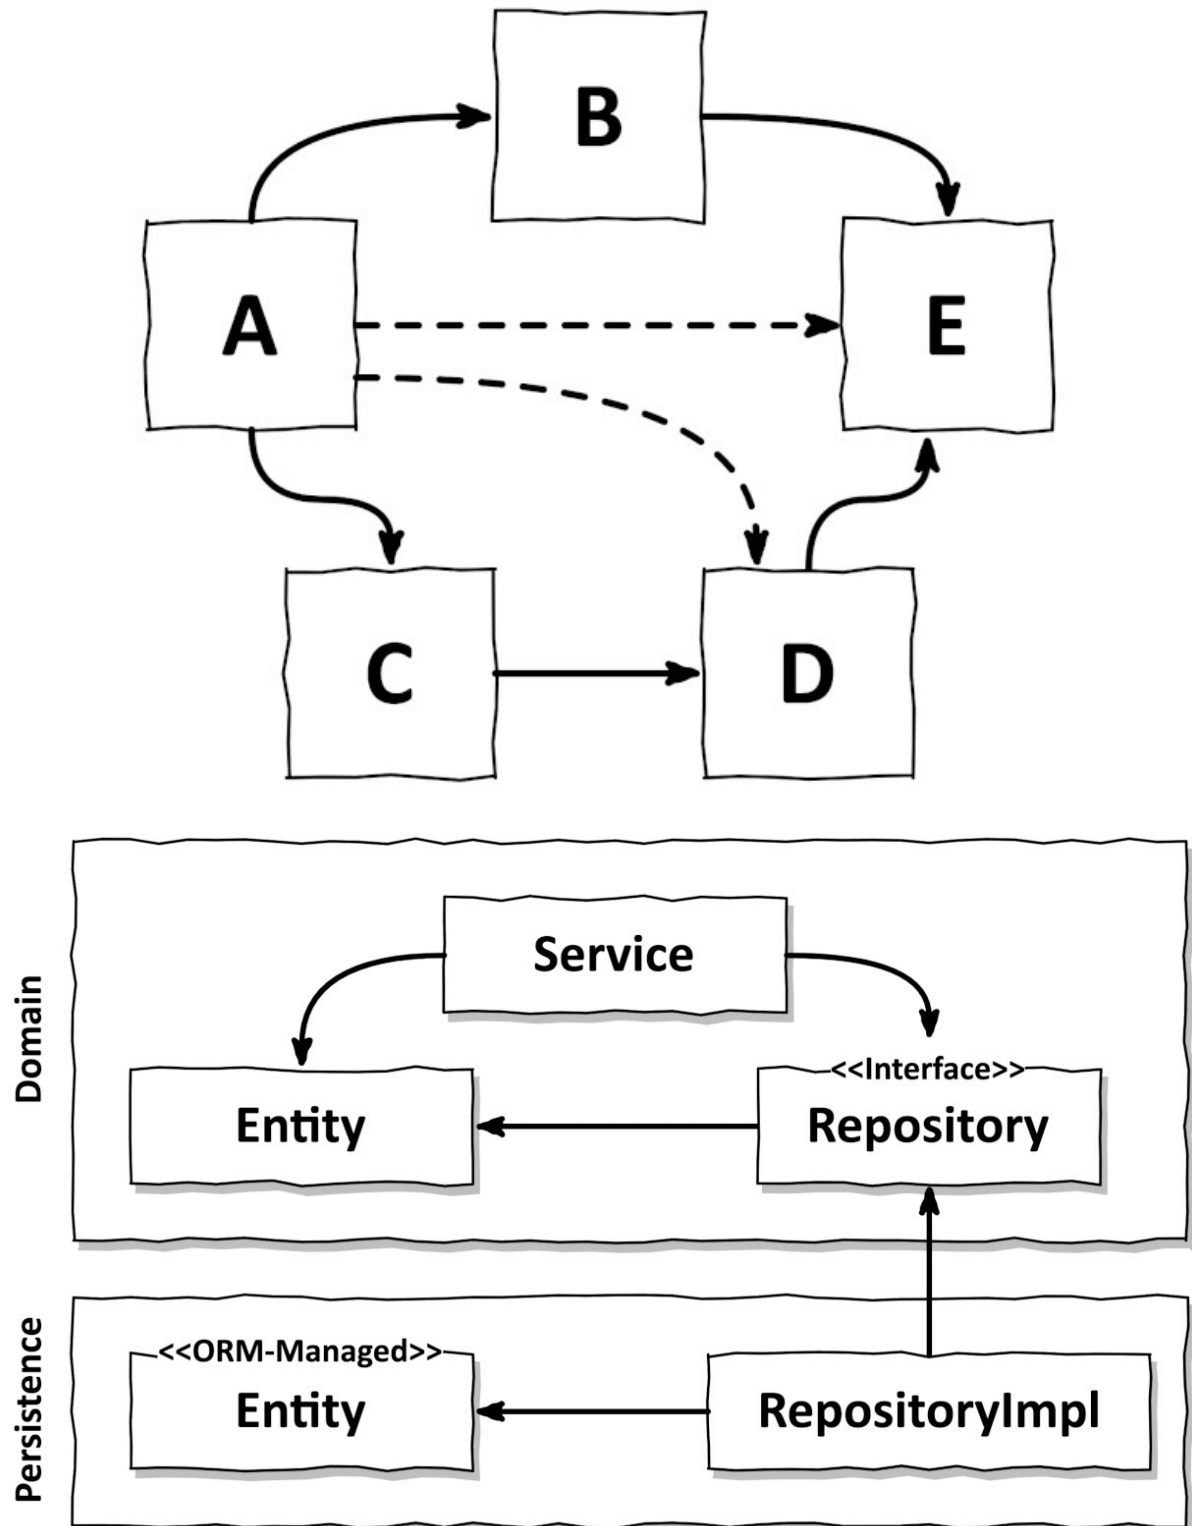 B
A
E
C
D
Domain
Service
Entity
<<Interface>>
Repository
Persistence
<<ORM-Managed>>
Entity
RepositoryImpl